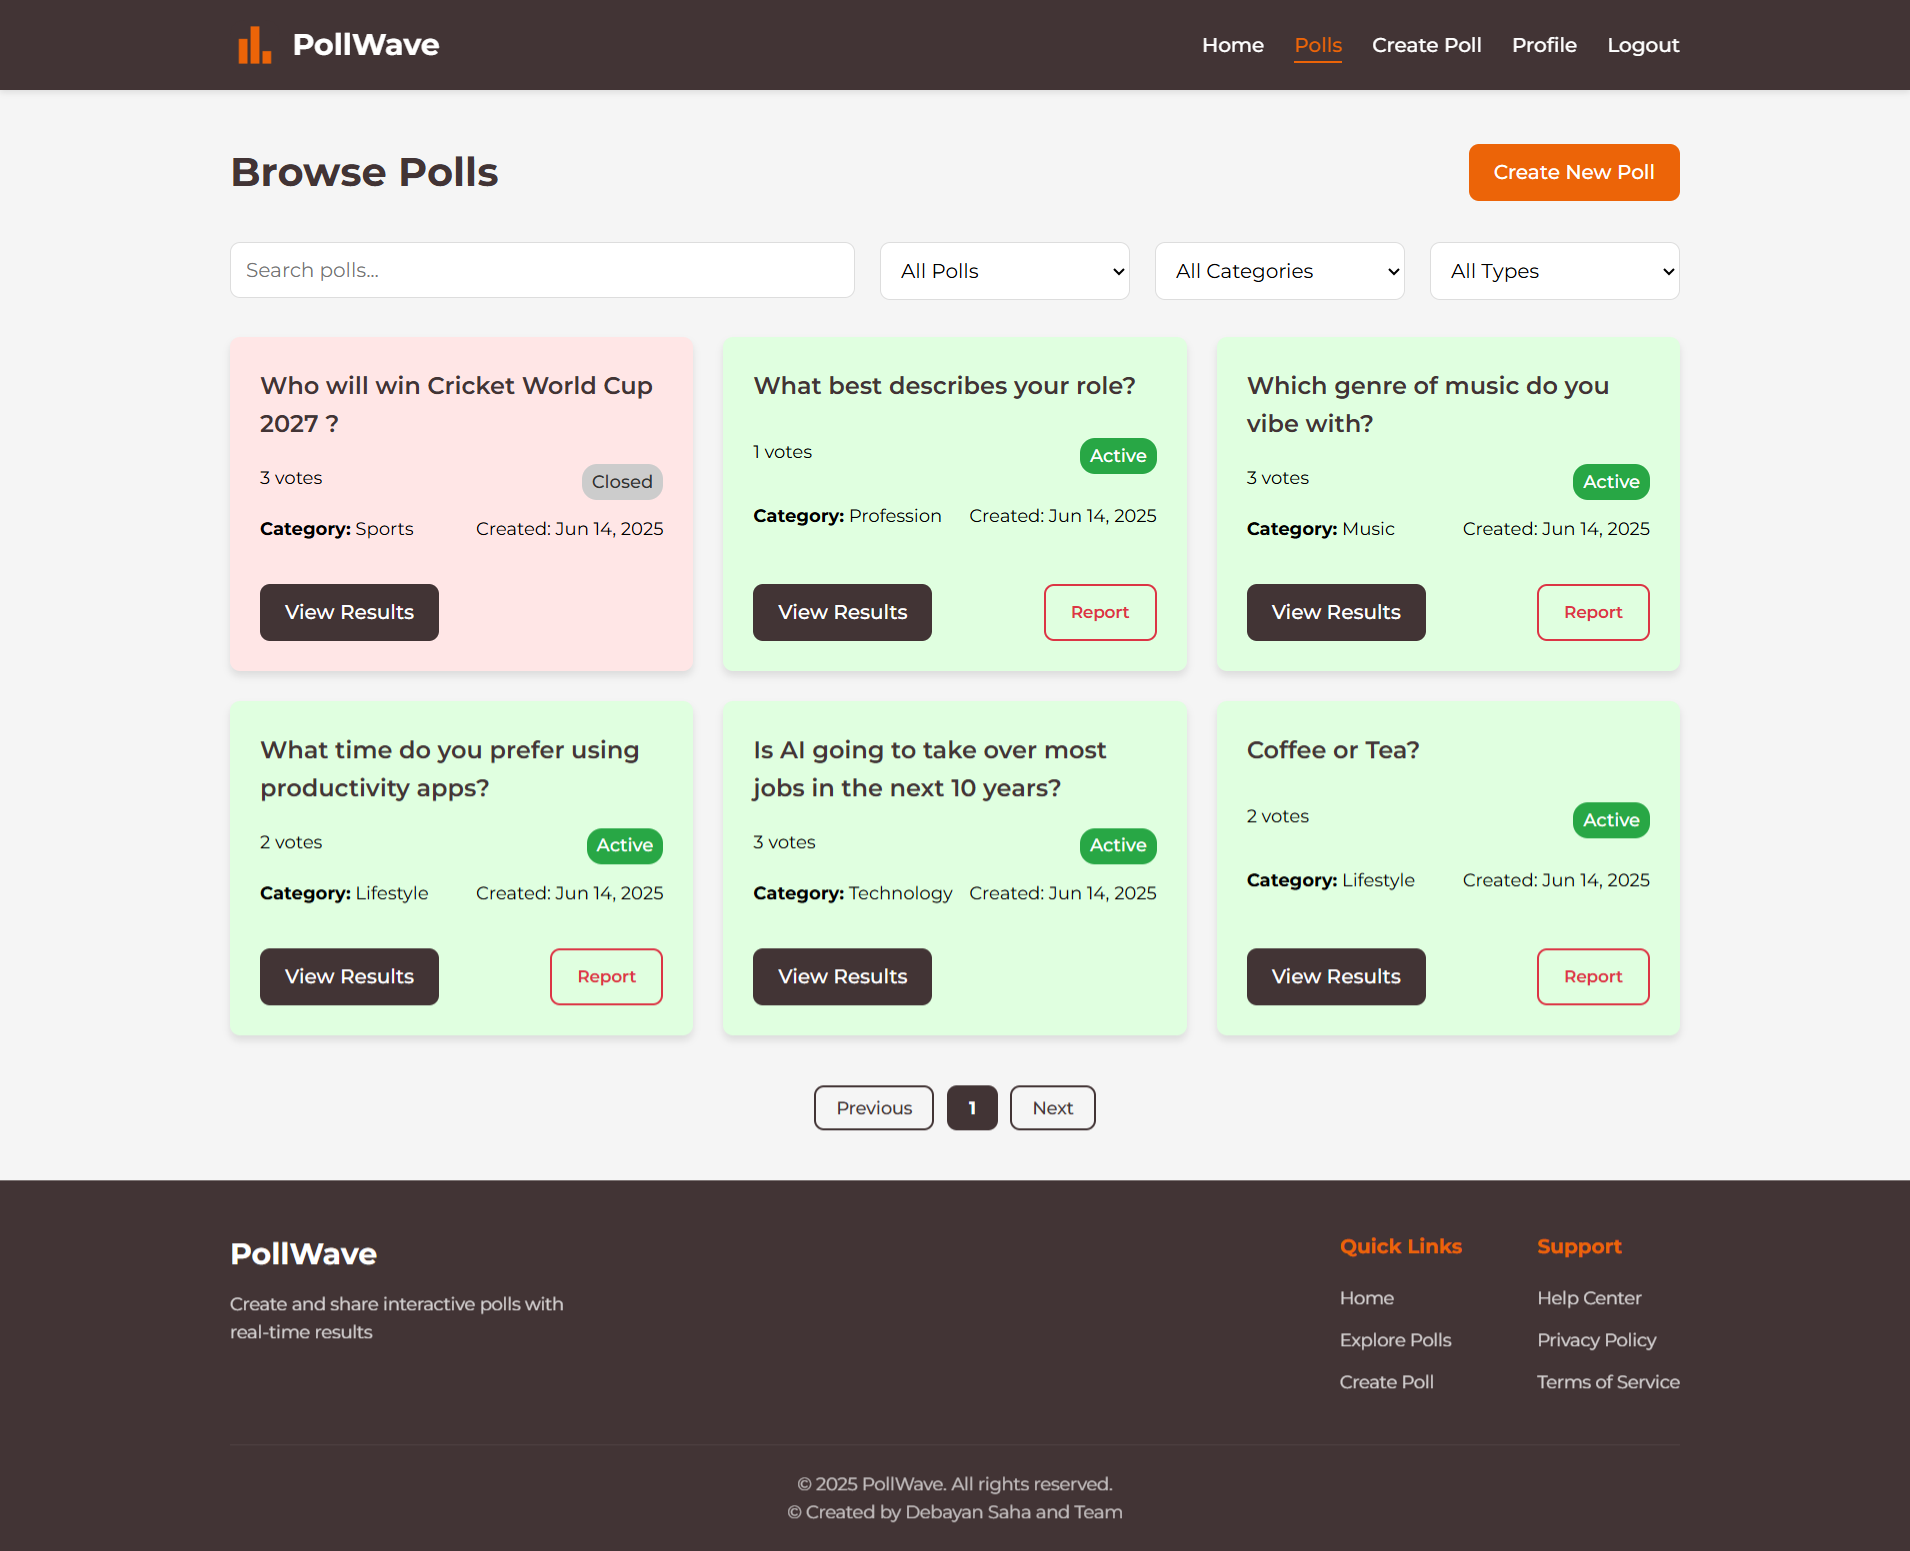 PollWave
Home
Polls
Create Poll
Profile
Logout
Browse Polls
Create New Poll
Search polls...
All Polls
All Categories
All Types
Who will win Cricket World Cup
2027 ?
3 votes
Closed
Category: Sports
Created: Jun 14, 2025
View Results
What best describes your role?
1 votes
Active
Category: Profession
Created: Jun 14, 2025
View Results
Report
Which genre of music do you
vibe with?
3 votes
Active
Category: Music
Created: Jun 14, 2025
View Results
Report
What time do you prefer using
productivity apps?
2 votes
Active
Category: Lifestyle
Created: Jun 14, 2025
View Results
Report
Is AI going to take over most
jobs in the next 10 years?
3 votes
Active
Category: Technology
Created: Jun 14, 2025
View Results
Coffee or Tea?
2 votes
Active
Category: Lifestyle
Created: Jun 14, 2025
View Results
Report
Previous
1
Next
PollWave
Create and share interactive polls with
real-time results
Quick Links
Home
Explore Polls
Create Poll
Support
Help Center
Privacy Policy
Terms of Service
© 2025 PollWave. All rights reserved.
© Created by Debayan Saha and Team